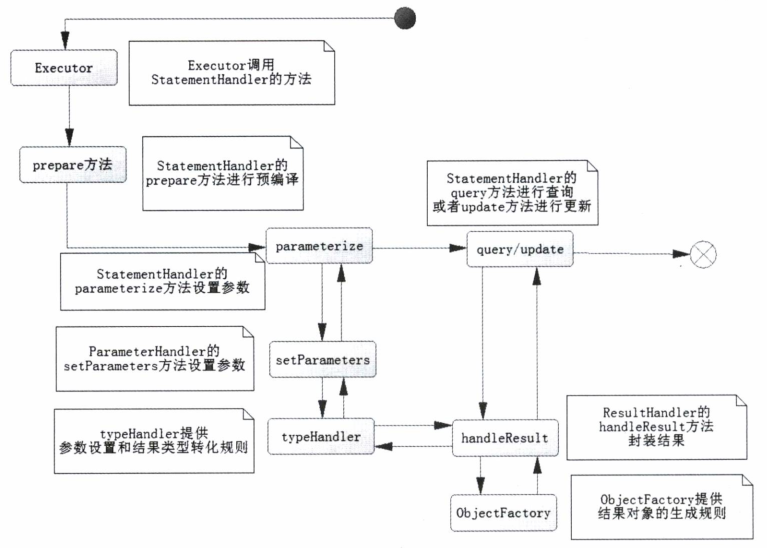 Executor
Executor调用
StatementHandler的方法
prepare方法
StatementHandler的
prepare方法进行预编译
StatementHandler的
query方法进行查询
或者update方法进行更新
parameterize
query/update
StatementHandler的
parameterize方法设置参数
ParameterHandler的
setParameters方法设置参数
setParameters
typeHandler提供
参数设置和结果类型转化规则
typeHandler
handleResult
ResultHandler的
handleResult方法
封装结果
ObjectFactory
ObjectFactory提供
结果对象的生成规则